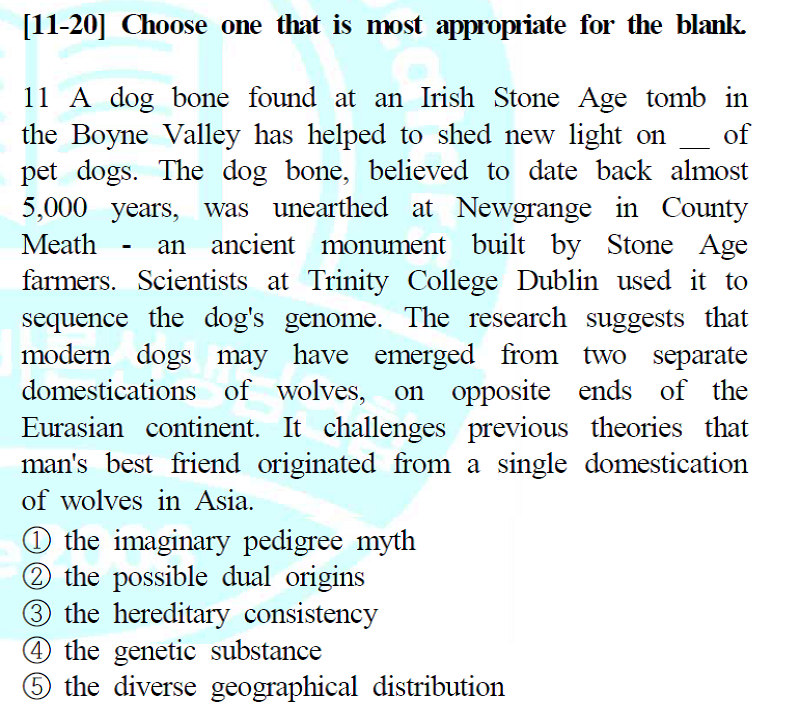 [11-20] Choose one that is most appropriate for the blank.
11 A dog bone found at an Irish Stone Age tomb in
the Boyne Valley has helped to shed new light on __ of
pet dogs. The dog bone, believed to date back almost
5,000 years, was unearthed at Newgrange in County
Meath - an ancient monument built by Stone Age
farmers. Scientists at Trinity College Dublin used it to
sequence the dog's genome. The research suggests that
modern dogs may have emerged from two separate
domestications of wolves, on opposite ends of the
Eurasian continent. It challenges previous theories that
man's best friend originated from a single domestication
of wolves in Asia.
① the imaginary pedigree myth
② the possible dual origins
③ the hereditary consistency
④ the genetic substance
⑤ the diverse geographical distribution